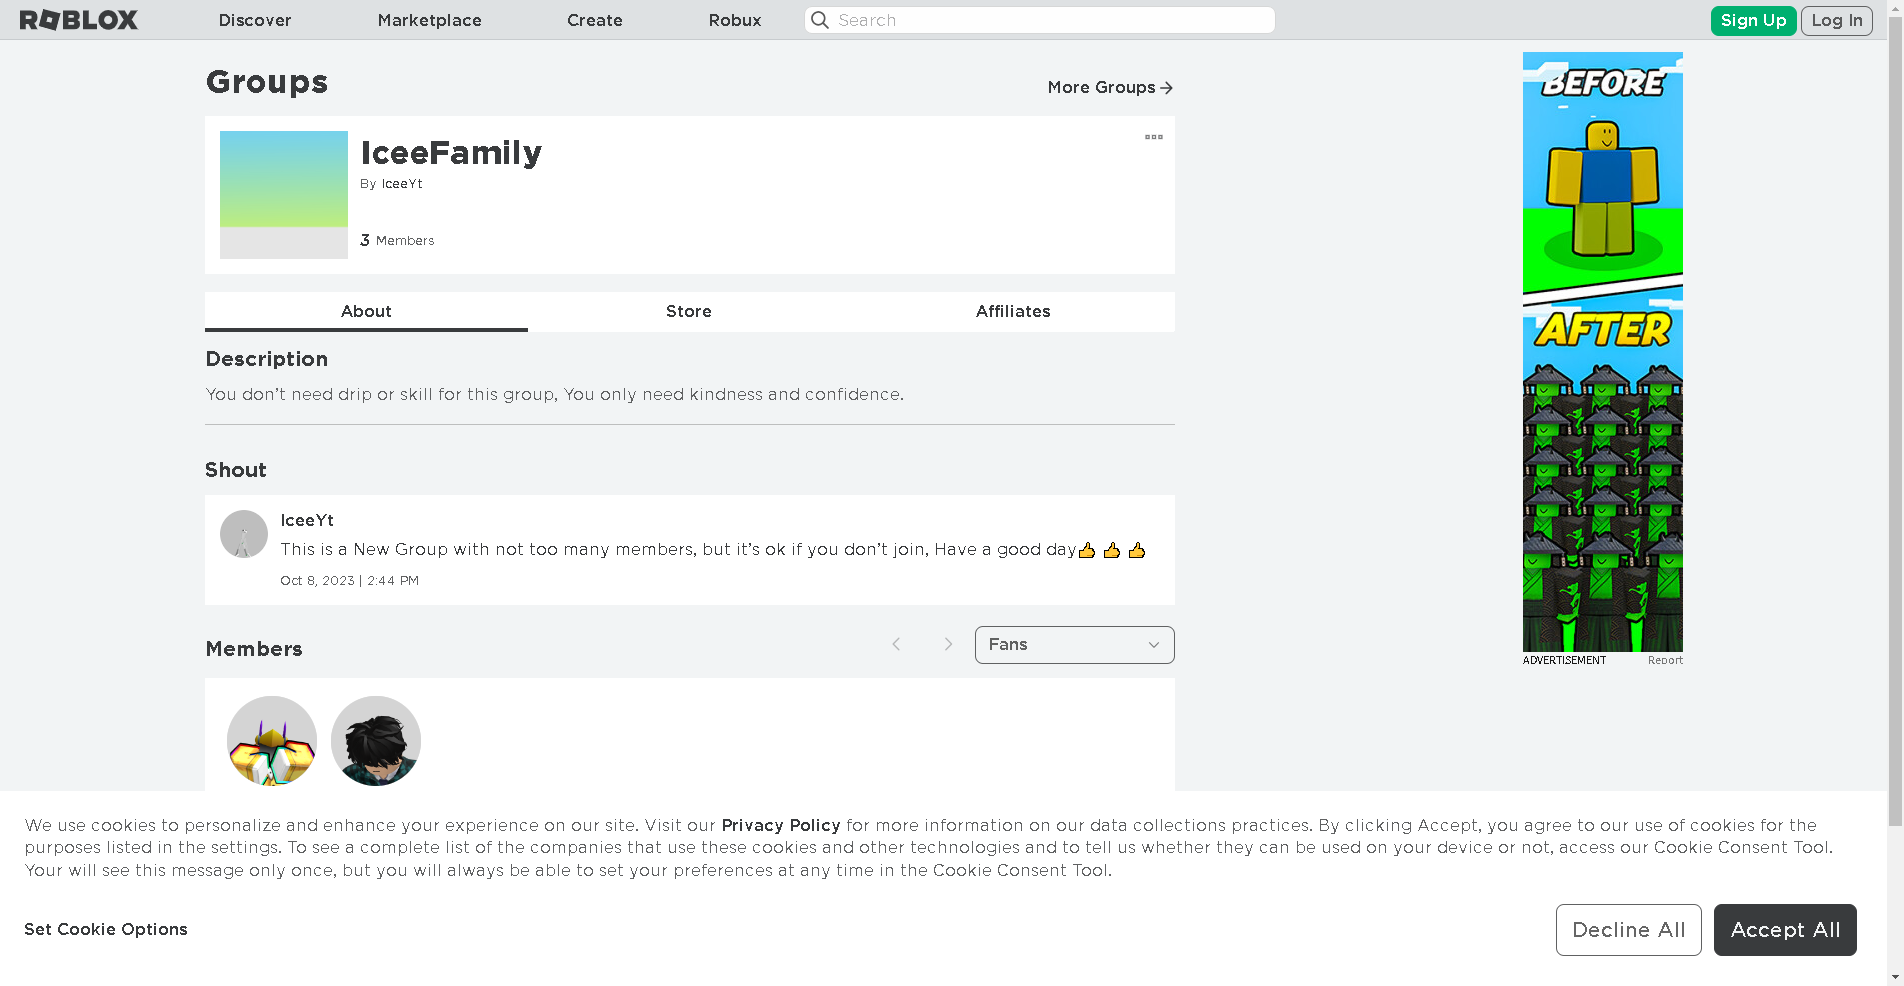 ROBLOX Discover Marketplace Create Robux Search Sign Up Log In
Groups
More Groups
IceeFamily
By IceeYt
3 Members
About Store Affiliates
Description
You don't need drip or skill for this group, You only need kindness and confidence.
Shout
IceeYt
This is a New Group with not too many members, but it's ok if you don't join, Have a good day👍 👍 👍
Oct 8, 2023 | 2:44 PM
Members
Fans
BEFORE
AFTER
ADVERTISEMENT Report
We use cookies to personalize and enhance your experience on our site. Visit our Privacy Policy for more information on our data collections practices. By clicking Accept, you agree to our use of cookies for the
purposes listed in the settings. To see a complete list of the companies that use these cookies and other technologies and to tell us whether they can be used on your device or not, access our Cookie Consent Tool.
Your will see this message only once, but you will always be able to set your preferences at any time in the Cookie Consent Tool.
Set Cookie Options
Decline All
Accept All